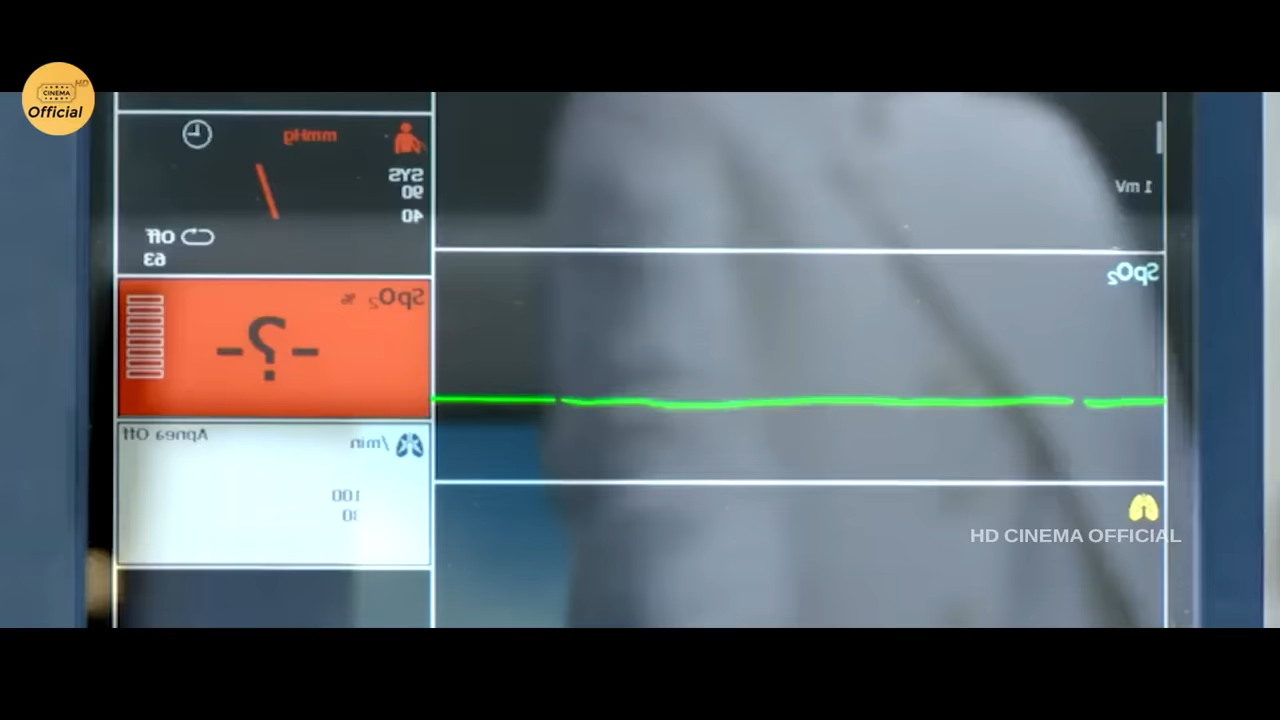 HD
CINEMA
Official
mmHg
SYS
90
40
Off
63
1 mV
SpO₂ %
-?-
SpO₂
Apnea Off
/min
100
30
HD CINEMA OFFICIAL